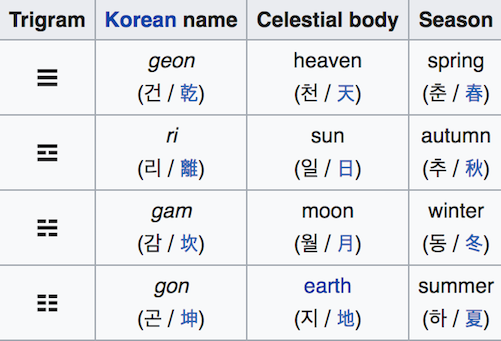 Trigram Korean name Celestial body Season
☰ geon (건 / 乾) heaven (천 / 天) spring (춘 / 春)
☲ ri (리 / 離) sun (일 / 日) autumn (추 / 秋)
☵ gam (감 / 坎) moon (월 / 月) winter (동 / 冬)
☷ gon (곤 / 坤) earth (지 / 地) summer (하 / 夏)